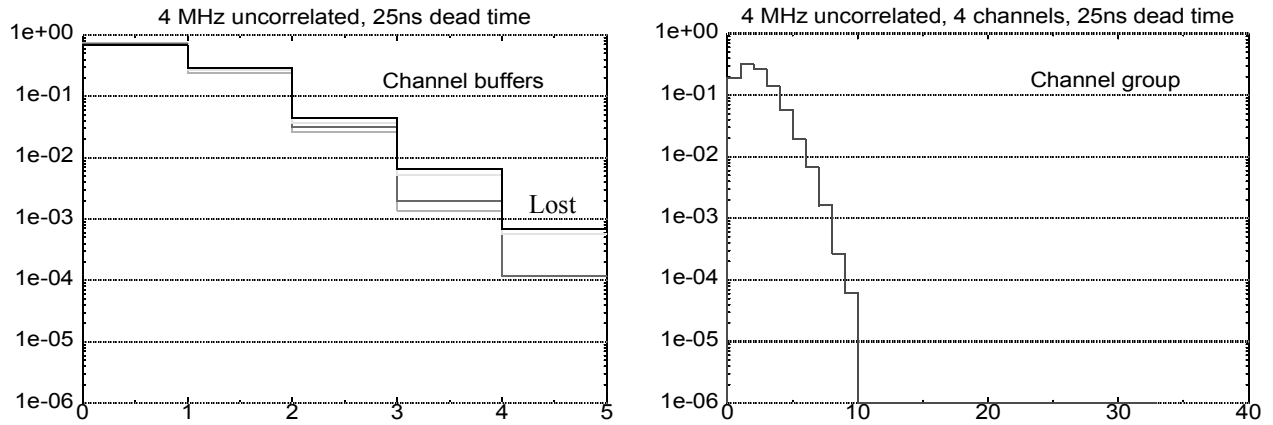 4 MHz uncorrelated, 25ns dead time
1e+00
1e-01
1e-02
1e-03
1e-04
1e-05
1e-06
Channel buffers
Lost
0 1 2 3 4 5
4 MHz uncorrelated, 4 channels, 25ns dead time
1e+00
1e-01
1e-02
1e-03
1e-04
1e-05
1e-06
Channel group
0 10 20 30 40